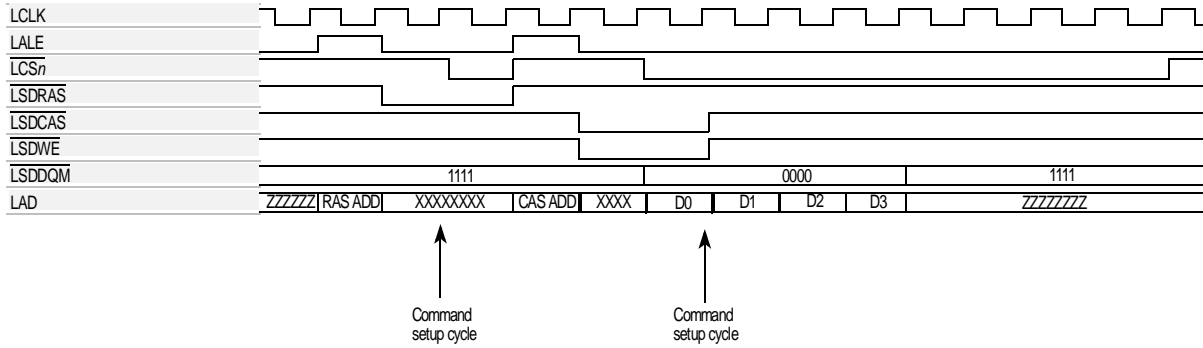 LCLK
LALE
LCSn
LSDRAS
LSDCAS
LSDWE
LSDDQM 1111 0000 1111
LAD ZZZZZZ RAS ADD XXXXXXXX CAS ADD XXXX D0 D1 D2 D3 ZZZZZZZZ
Command
setup cycle
Command
setup cycle